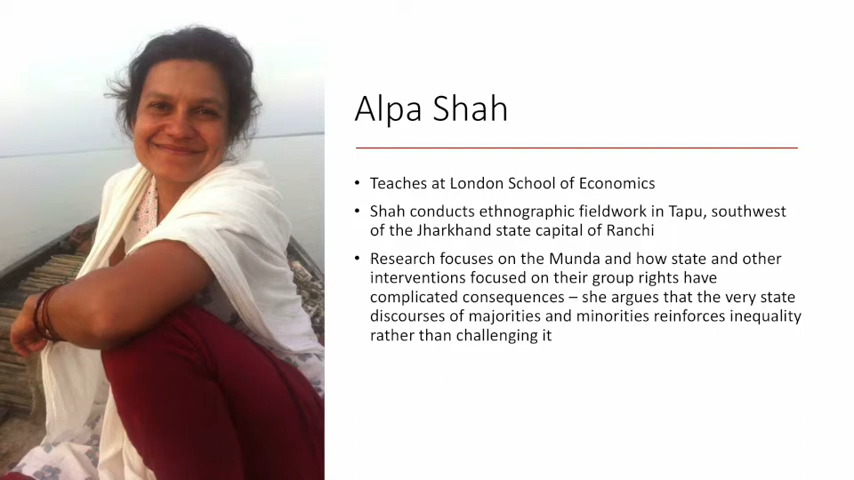 Alpa Shah
• Teaches at London School of Economics
• Shah conducts ethnographic fieldwork in Tapu, southwest
of the Jharkhand state capital of Ranchi
• Research focuses on the Munda and how state and other
interventions focused on their group rights have
complicated consequences – she argues that the very state
discourses of majorities and minorities reinforces inequality
rather than challenging it